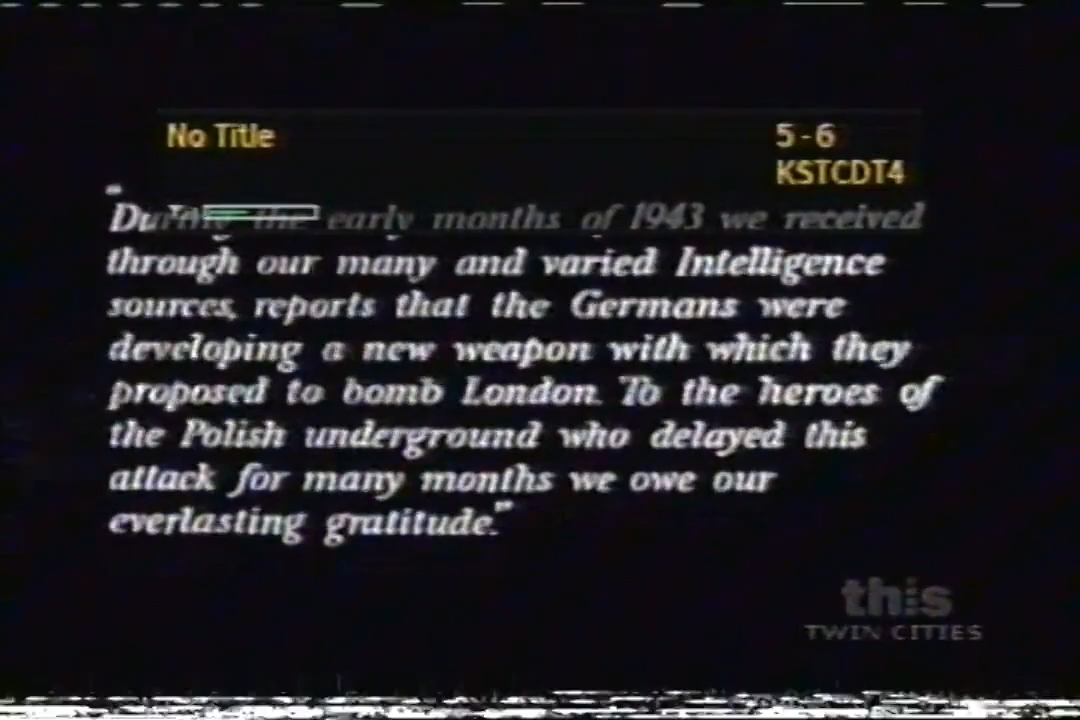 No Title
5-6
KSTCDT4
"During the early months of 1943 we received
through our many and varied Intelligence
sources, reports that the Germans were
developing a new weapon with which they
proposed to bomb London. To the heroes of
the Polish underground who delayed this
attack for many months we owe our
everlasting gratitude."
this
TWIN CITIES